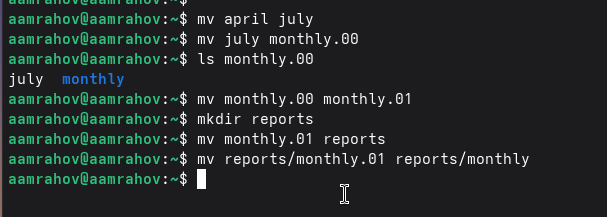 aamrahov@aamrahov:~$ mv april july
aamrahov@aamrahov:~$ mv july monthly.00
aamrahov@aamrahov:~$ ls monthly.00
july  monthly
aamrahov@aamrahov:~$ mv monthly.00 monthly.01
aamrahov@aamrahov:~$ mkdir reports
aamrahov@aamrahov:~$ mv monthly.01 reports
aamrahov@aamrahov:~$ mv reports/monthly.01 reports/monthly
aamrahov@aamrahov:~$